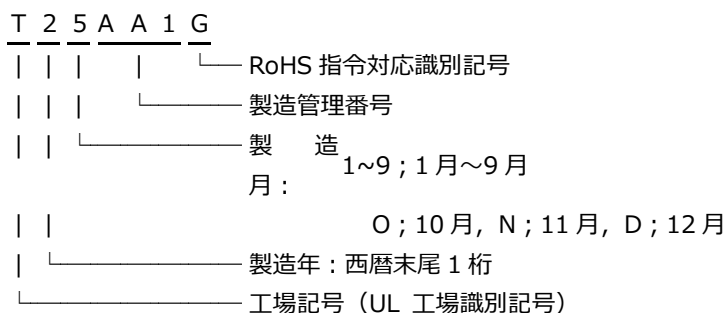 T 2 5 A A 1 G
RoHS 指令対応識別記号
製造管理番号
製 造月: 1~9 ; 1 月~9 月
O ; 10 月, N ; 11 月, D ; 12 月
製造年:西暦末尾 1 桁
工場記号(UL 工場識別記号)